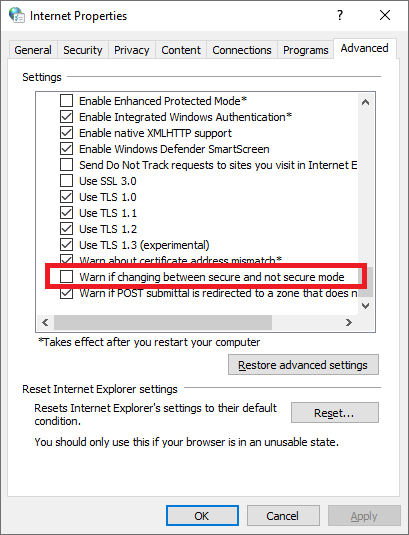 Internet Properties
General Security Privacy Content Connections Programs Advanced
Settings
Enable Enhanced Protected Mode*
Enable Integrated Windows Authentication*
Enable native XMLHTTP support
Enable Windows Defender SmartScreen
Send Do Not Track requests to sites you visit in Internet E
Use SSL 3.0
Use TLS 1.0
Use TLS 1.1
Use TLS 1.2
Use TLS 1.3 (experimental)
Warn about certificate address mismatch*
Warn if changing between secure and not secure mode
Warn if POST submittal is redirected to a zone that does n
*Takes effect after you restart your computer
Restore advanced settings
Reset Internet Explorer settings
Resets Internet Explorer's settings to their default
condition.
Reset...
You should only use this if your browser is in an unusable state.
OK Cancel Apply